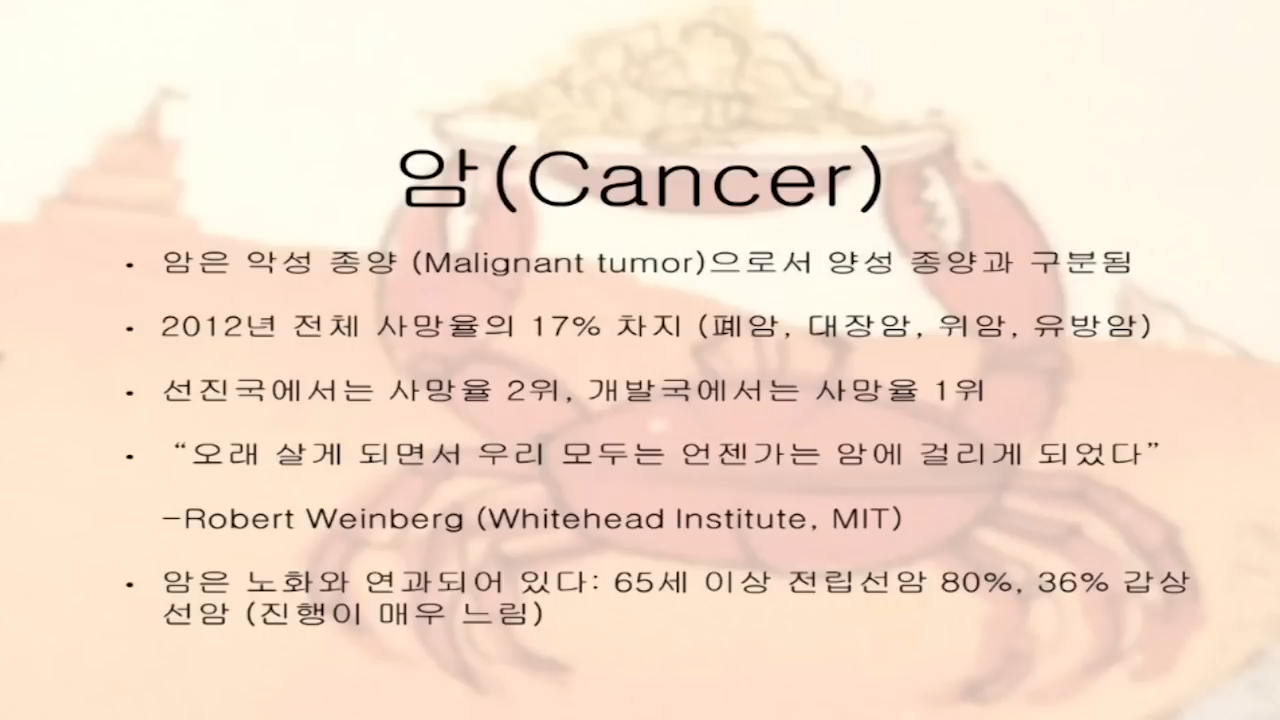 암(Cancer)
• 암은 악성 종양 (Malignant tumor)으로서 양성 종양과 구분됨
• 2012년 전체 사망율의 17% 차지 (폐암, 대장암, 위암, 유방암)
• 선진국에서는 사망율 2위, 개발국에서는 사망율 1위
• “오래 살게 되면서 우리 모두는 언젠가는 암에 걸리게 되었다”
–Robert Weinberg (Whitehead Institute, MIT)
• 암은 노화와 연과되어 있다: 65세 이상 전립선암 80%, 36% 갑상
선암 (진행이 매우 느림)